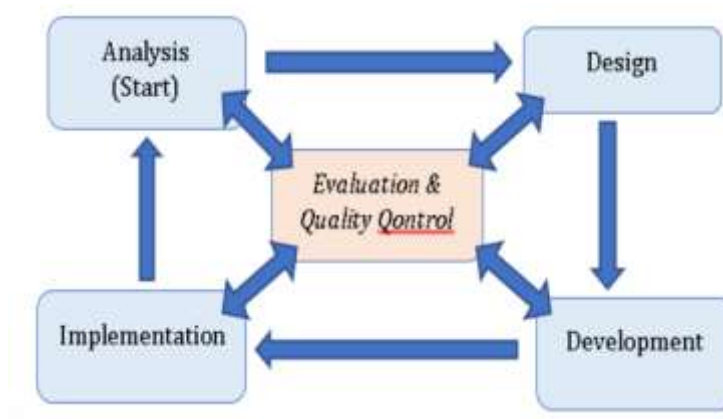 Analysis
(Start)
Design
Evaluation &
Quality Qontrol
Implementation
Development